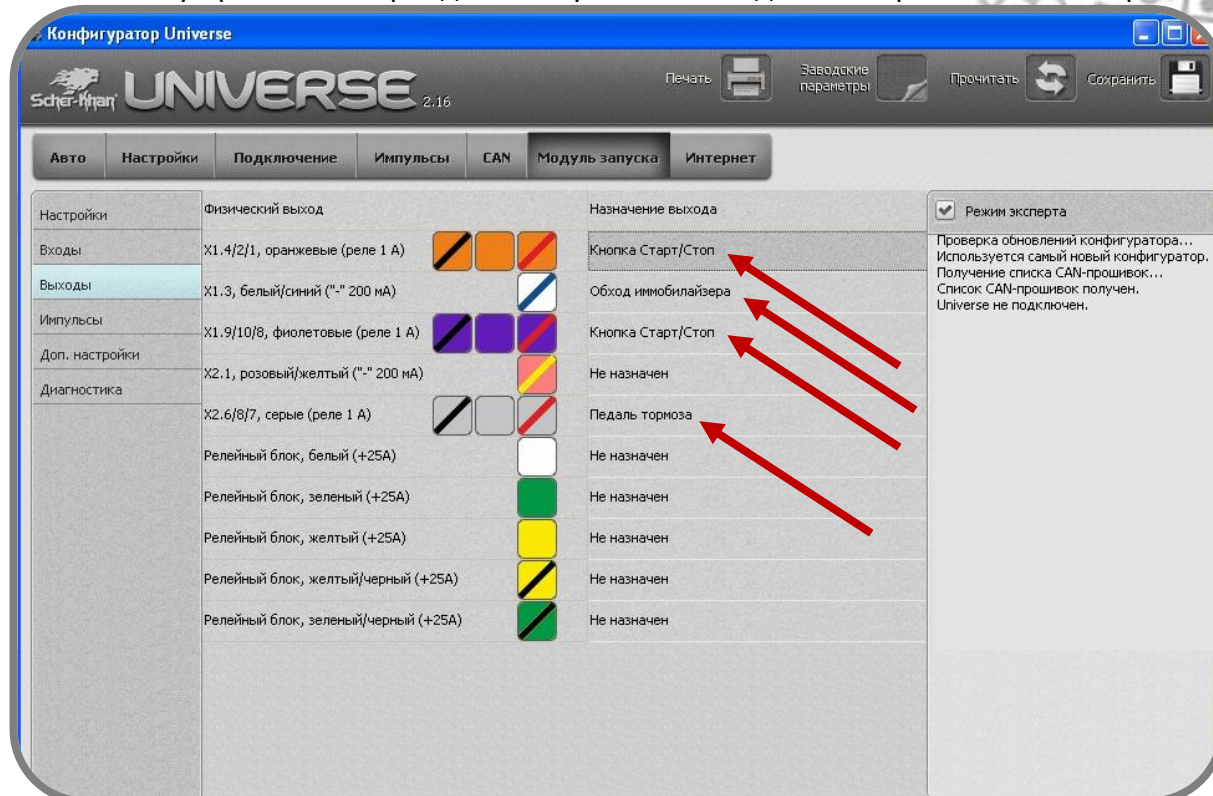 Конфигуратор Universe
Scher-Khan UNIVERSE 2.16
Печать
Заводские параметры
Прочитать
Сохранить
Авто Настройки Подключение Импульсы CAN Модуль запуска Интернет
Настройки
Входы
Выходы
Импульсы
Доп. настройки
Диагностика
Физический выход Назначение выхода
X1.4/2/1, оранжевые (реле 1 А) Кнопка Старт/Стоп
X1.3, белый/синий ("-" 200 мА) Обход иммобилайзера
X1.9/10/8, фиолетовые (реле 1 А) Кнопка Старт/Стоп
X2.1, розовый/желтый ("-" 200 мА) Не назначен
X2.6/8/7, серые (реле 1 А) Педаль тормоза
Релейный блок, белый (+25А) Не назначен
Релейный блок, зеленый (+25А) Не назначен
Релейный блок, желтый (+25А) Не назначен
Релейный блок, желтый/черный (+25А) Не назначен
Релейный блок, зеленый/черный (+25А) Не назначен
Режим эксперта
Проверка обновлений конфигуратора...
Используется самый новый конфигуратор.
Получение списка CAN-прошивок...
Список CAN-прошивок получен.
Universe не подключен.